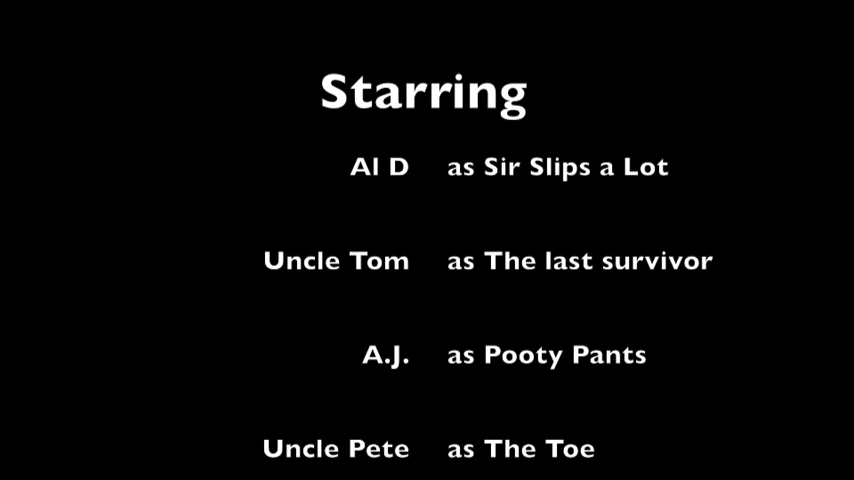 Starring
Al D as Sir Slips a Lot
Uncle Tom as The last survivor
A.J. as Pooty Pants
Uncle Pete as The Toe